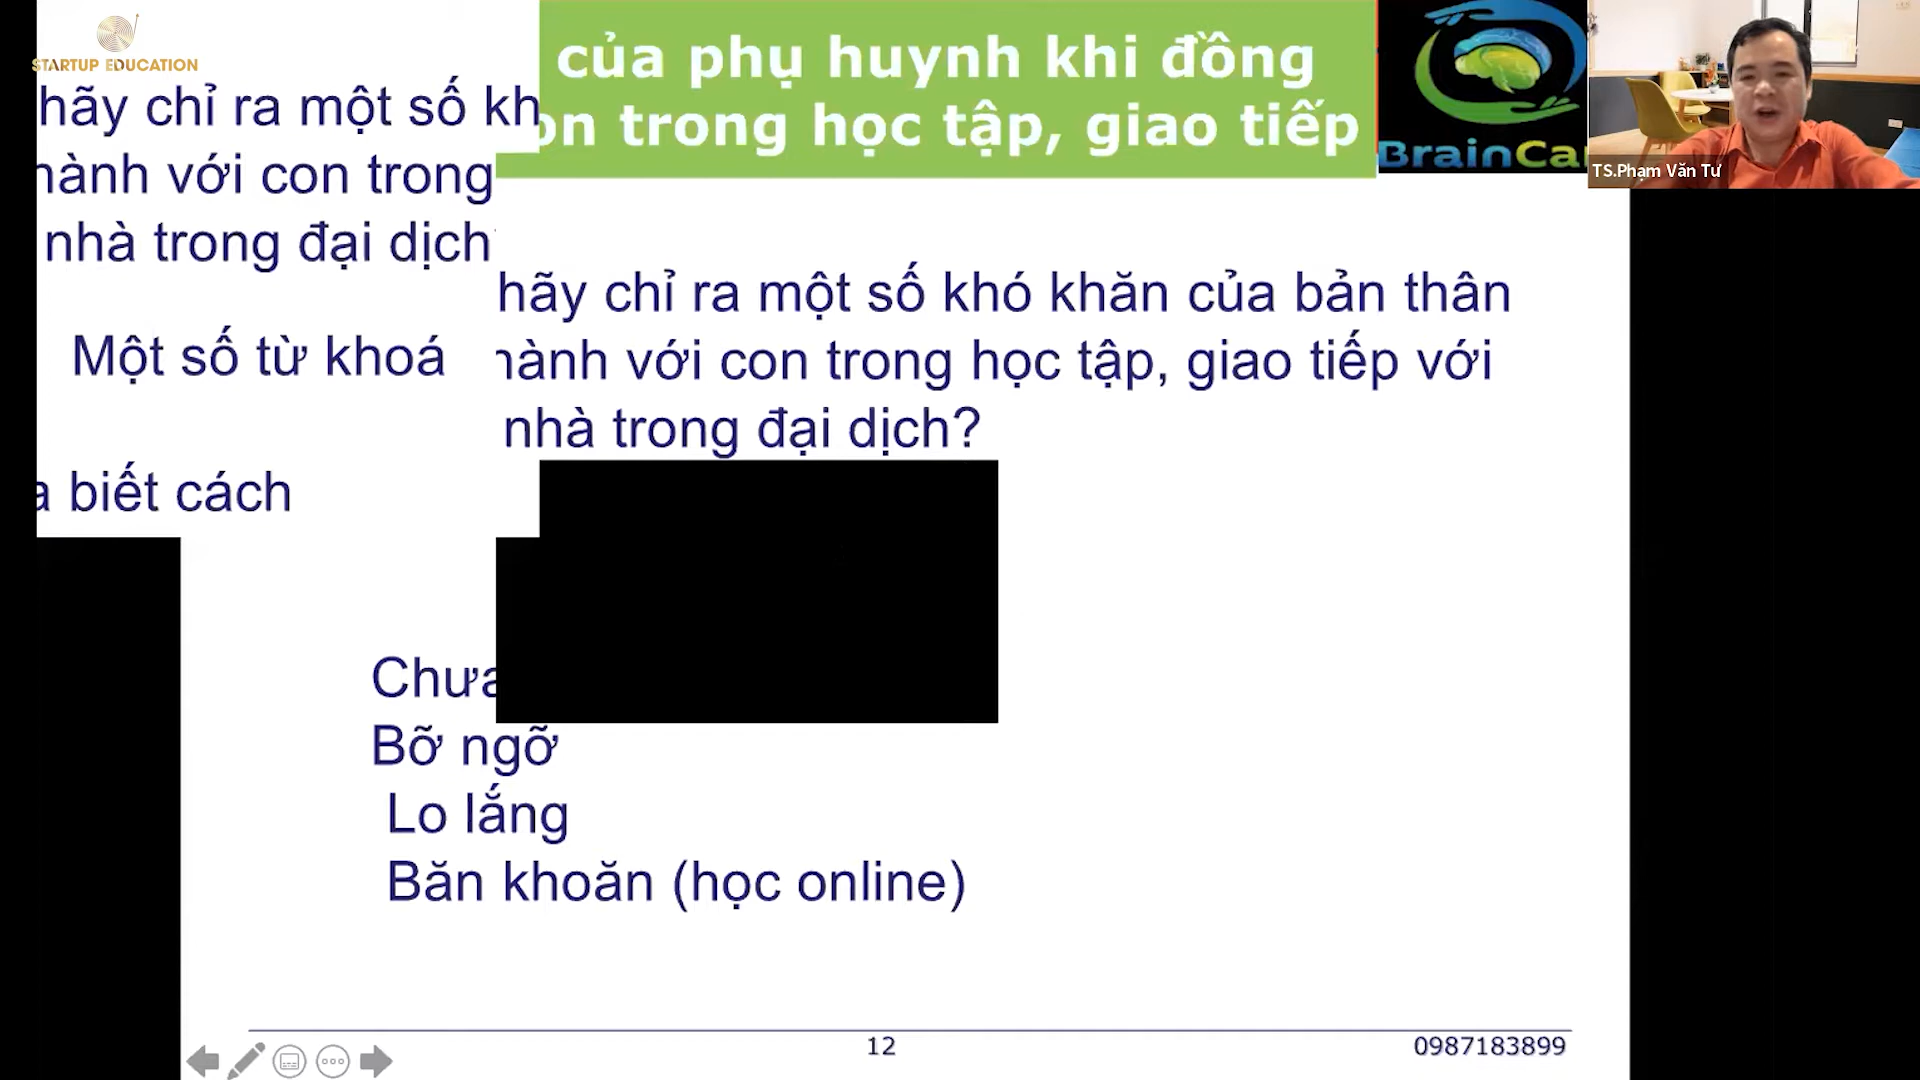 STARTUP EDUCATION
của phụ huynh khi đồng
trong học tập, giao tiếp
BrainCa
TS.Phạm Văn Tư
hãy chỉ ra một số kh
với con trong
nhà trong đại dịch
Một số từ khoá
biết cách
hãy chỉ ra một số khó khăn của bản thân
với con trong học tập, giao tiếp với
nhà trong đại dịch?
Chưa
Bỡ ngỡ
Lo lắng
Băn khoăn (học online)
12
0987183899